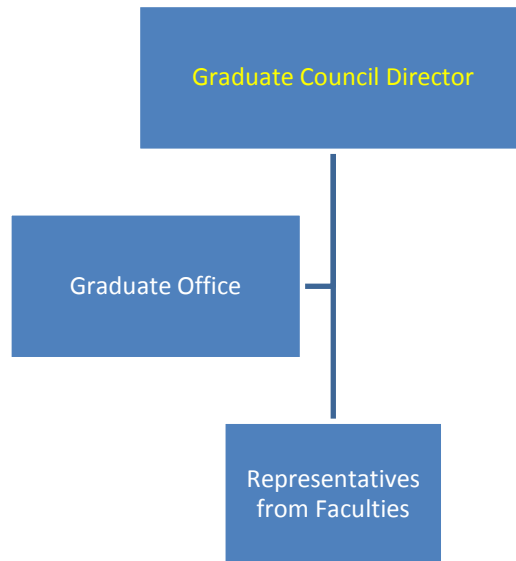 Graduate Council Director
Graduate Office
Representatives
from Faculties